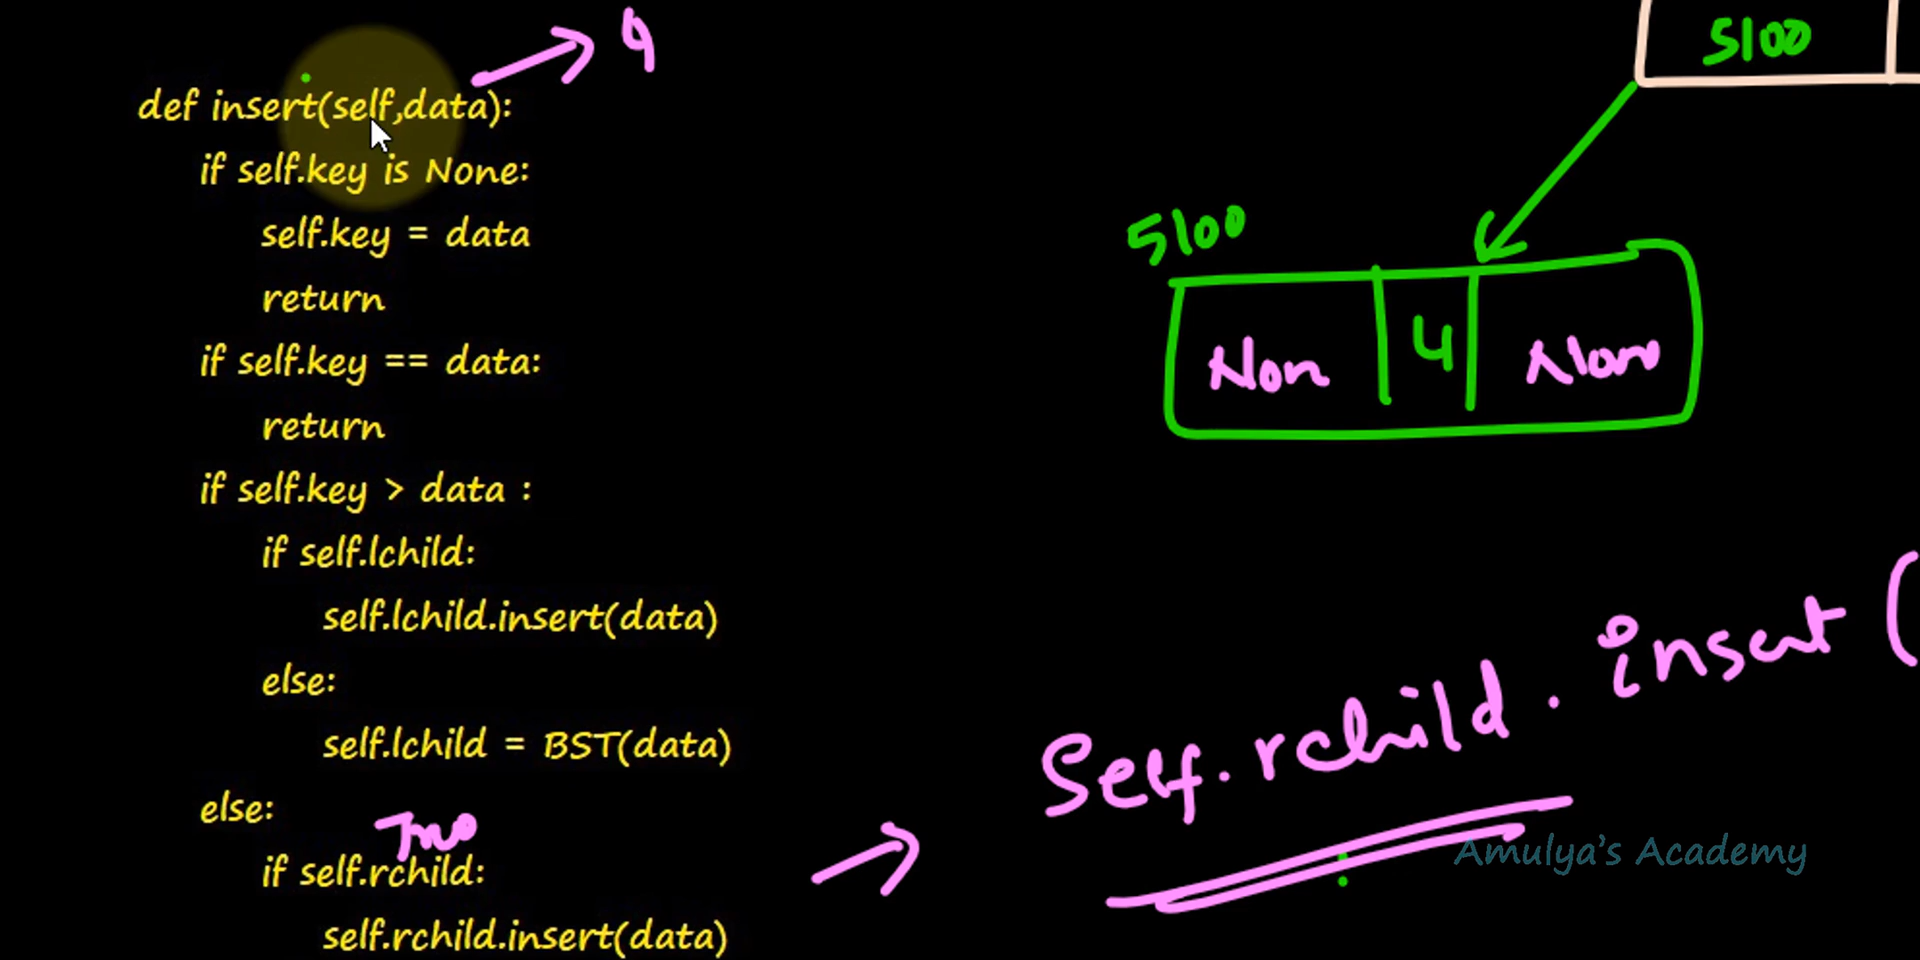 def insert(self,data):
9
if self.key is None:
self.key = data
return
if self.key == data:
return
if self.key > data :
if self.lchild:
self.lchild.insert(data)
else:
self.lchild = BST(data)
else:
if self.rchild:
self.rchild.insert(data)
5100
5100
Non
4
Self.rchild.insert(
Amulya's Academy